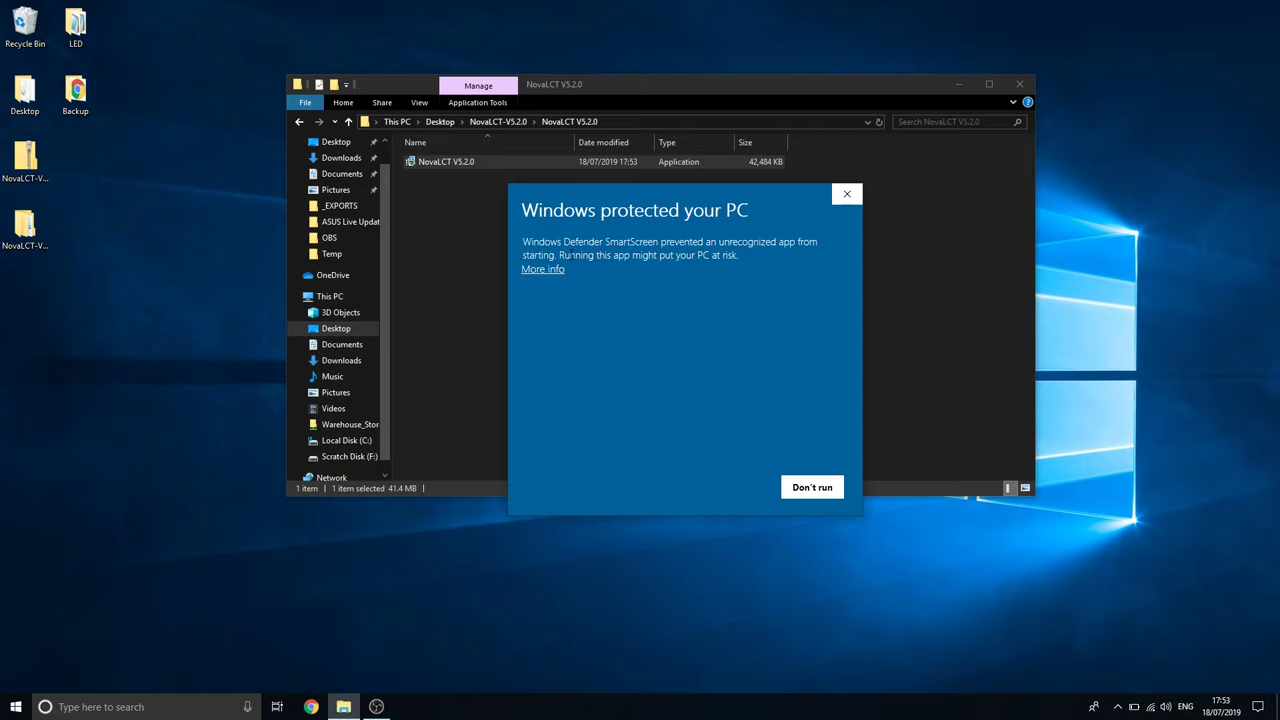 Recycle Bin
LED
Desktop
Backup
NovaLCT-V...
NovaLCT-V...
Manage
NovaLCT V5.2.0
File
Home
Share
View
Application Tools
This PC
Desktop
NovaLCT-V5.2.0
NovaLCT V5.2.0
Search NovaLCT V5.2.0
Desktop
Downloads
Documents
Pictures
_EXPORTS
ASUS Live Updat
OBS
Temp
OneDrive
This PC
3D Objects
Desktop
Documents
Downloads
Music
Pictures
Videos
Warehouse_Stor
Local Disk (C:)
Scratch Disk (F:)
Network
Name
Date modified
Type
Size
NovaLCT V5.2.0
18/07/2019 17:53
Application
42,484 KB
Windows protected your PC
Windows Defender SmartScreen prevented an unrecognized app from
starting. Running this app might put your PC at risk.
More info
Don't run
1 item
1 item selected 41.4 MB
Type here to search
ENG
17:53
18/07/2019